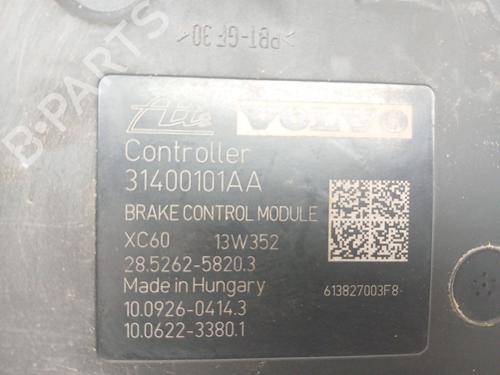 >PBT-GF30<
B-PARTS
Ate VOLVO
Controller
31400101AA
BRAKE CONTROL MODULE
XC60 13W352
28.5262-5820.3
Made in Hungary 613827003F8
10.0926-0414.3
10.0622-3380.1